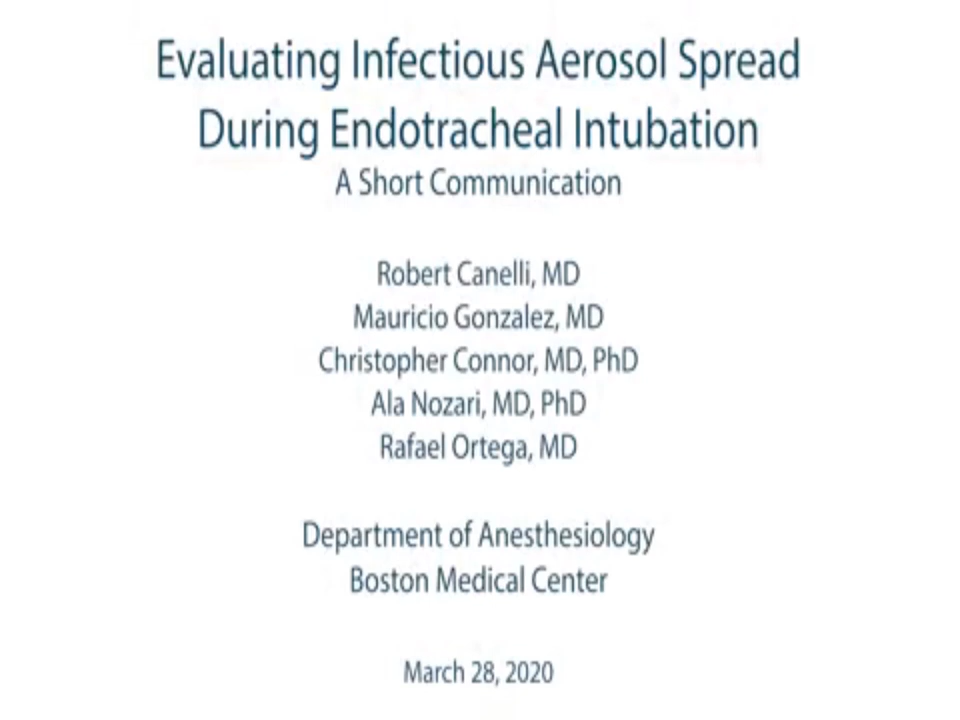 Evaluating Infectious Aerosol Spread
During Endotracheal Intubation
A Short Communication
Robert Canelli, MD
Mauricio Gonzalez, MD
Christopher Connor, MD, PhD
Ala Nozari, MD, PhD
Rafael Ortega, MD
Department of Anesthesiology
Boston Medical Center
March 28, 2020